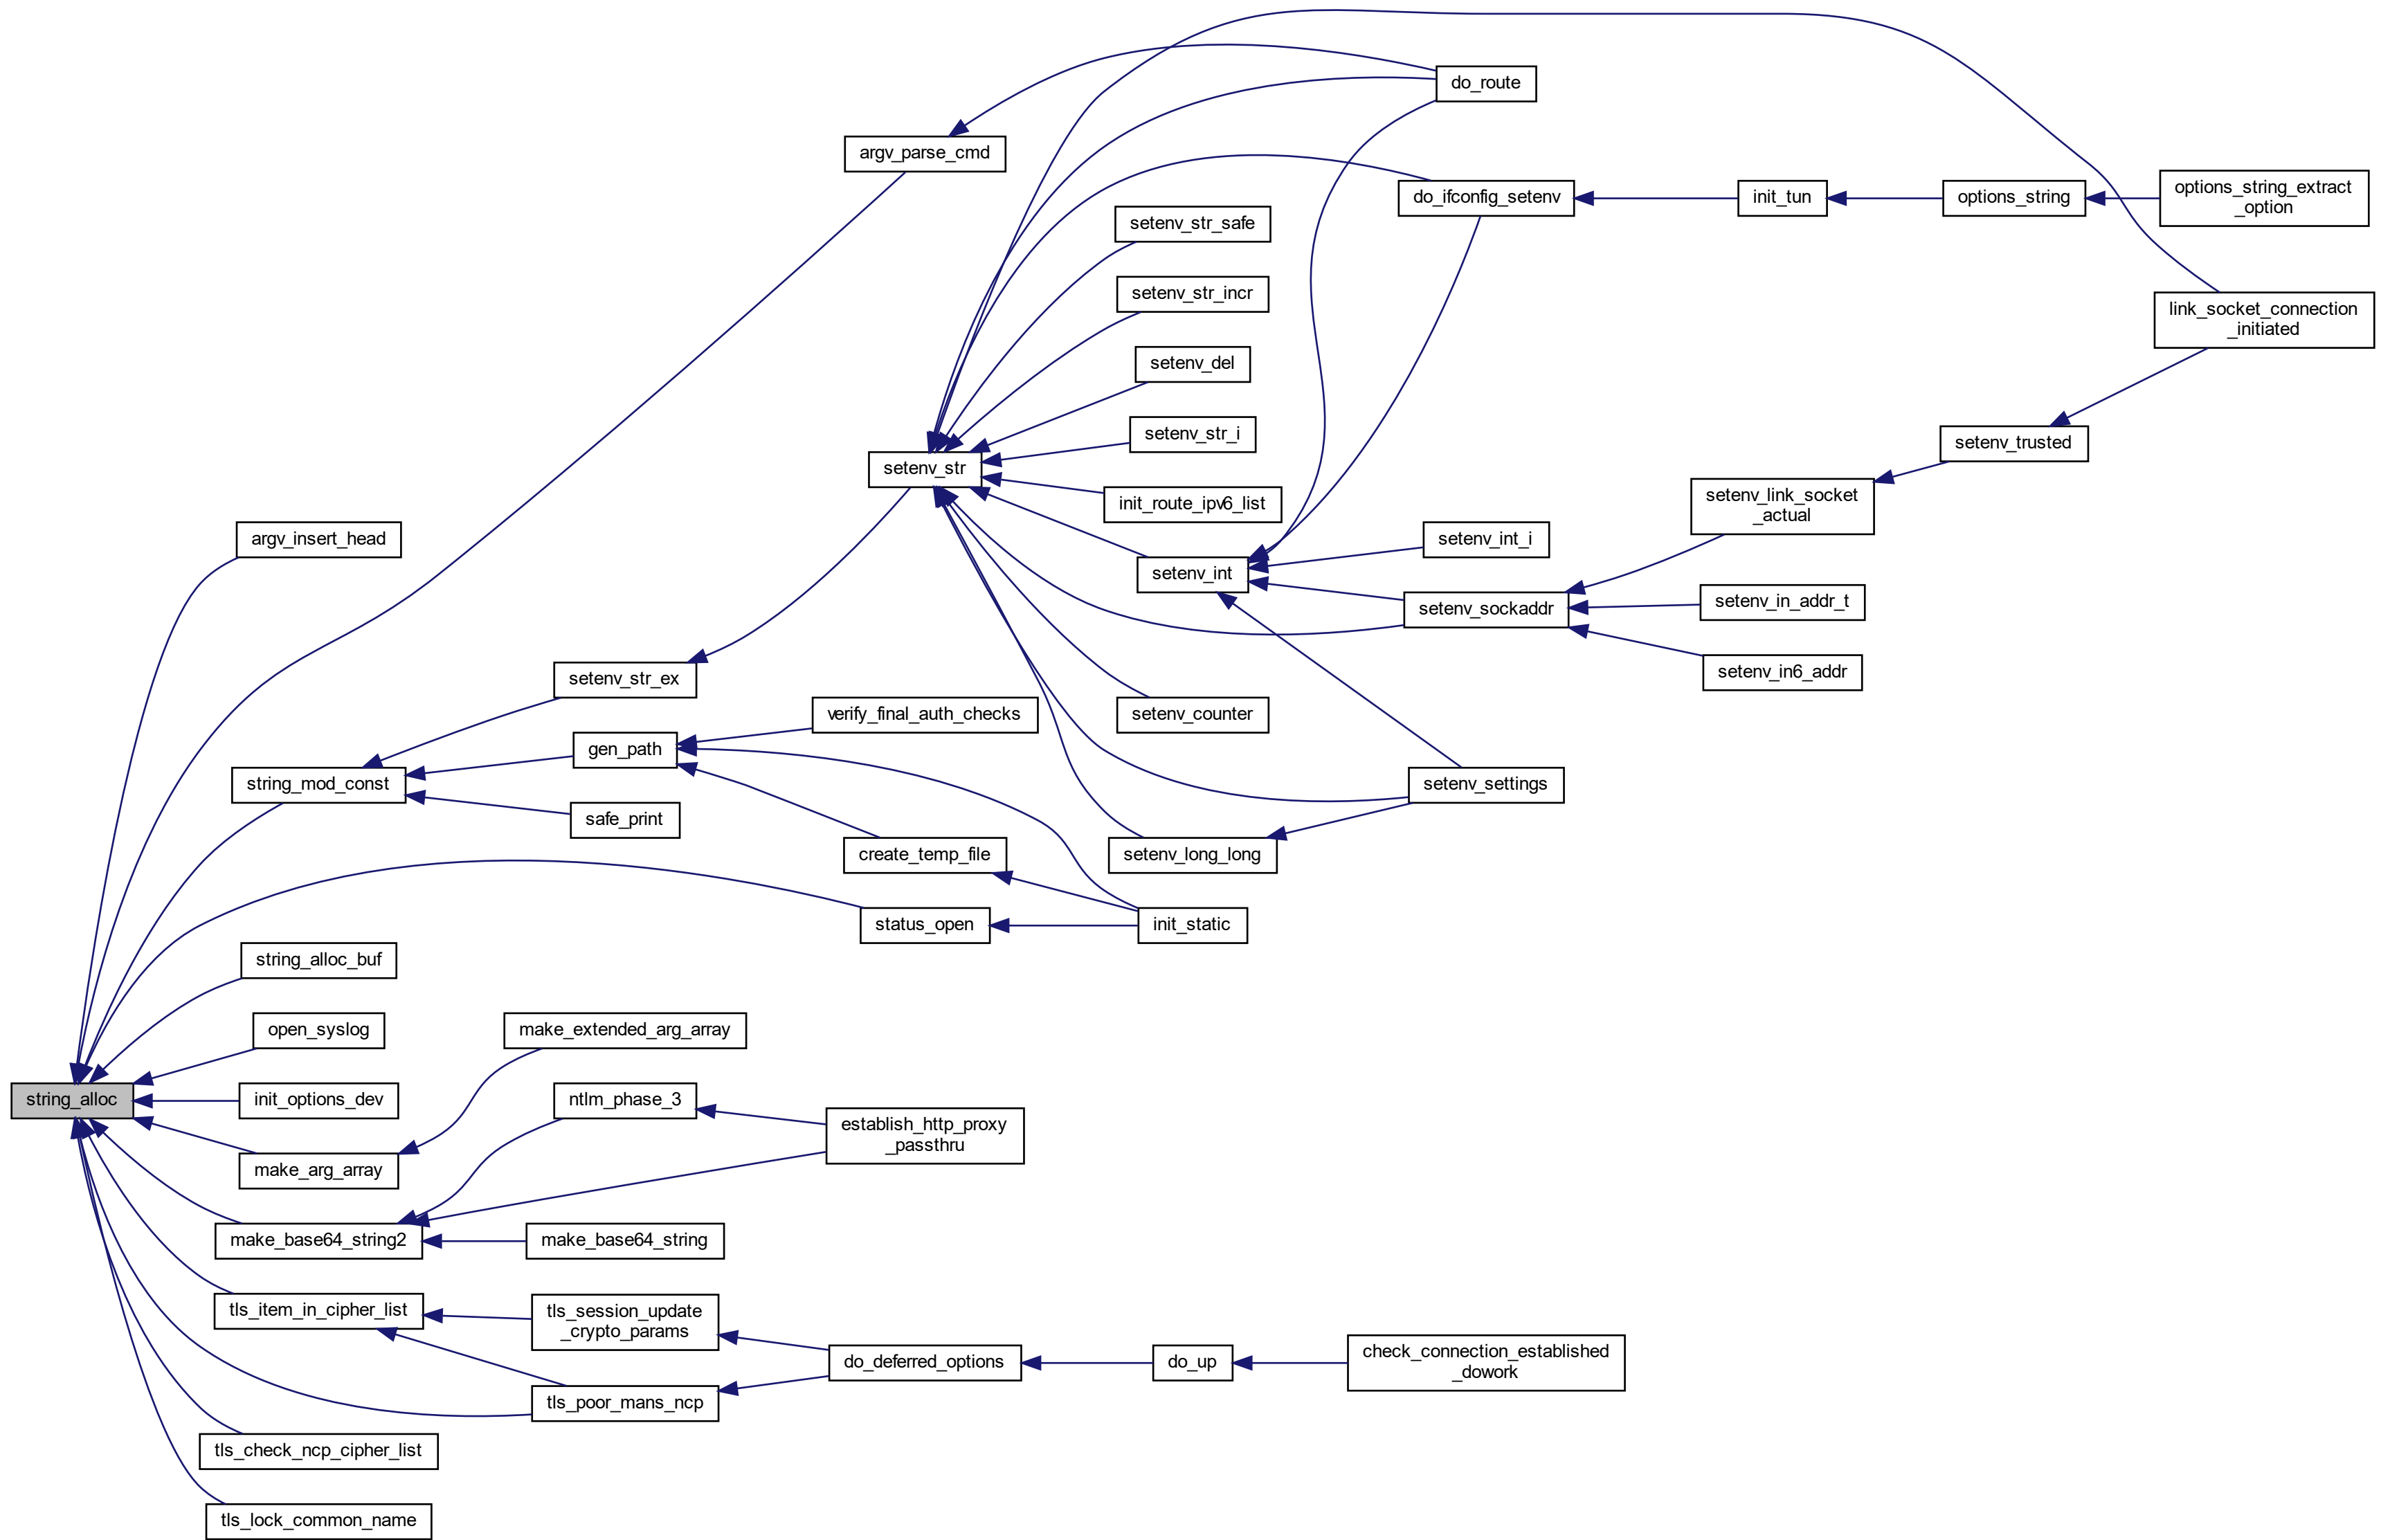 do_route
argv_parse_cmd
do_ifconfig_setenv
init_tun
options_string
options_string_extract
_option
setenv_str_safe
setenv_str_incr
link_socket_connection
_initiated
setenv_del
setenv_str_i
setenv_trusted
setenv_str
init_route_ipv6_list
setenv_link_socket
_actual
argv_insert_head
setenv_int_i
setenv_int
setenv_sockaddr
setenv_in_addr_t
setenv_str_ex
setenv_in6_addr
verify_final_auth_checks
setenv_counter
gen_path
string_mod_const
setenv_settings
safe_print
create_temp_file
setenv_long_long
status_open
init_static
string_alloc_buf
open_syslog
make_extended_arg_array
string_alloc
init_options_dev
ntlm_phase_3
establish_http_proxy
_passthru
make_arg_array
make_base64_string2
make_base64_string
tls_item_in_cipher_list
tls_session_update
_crypto_params
do_deferred_options
do_up
check_connection_established
_dowork
tls_poor_mans_ncp
tls_check_ncp_cipher_list
tls_lock_common_name